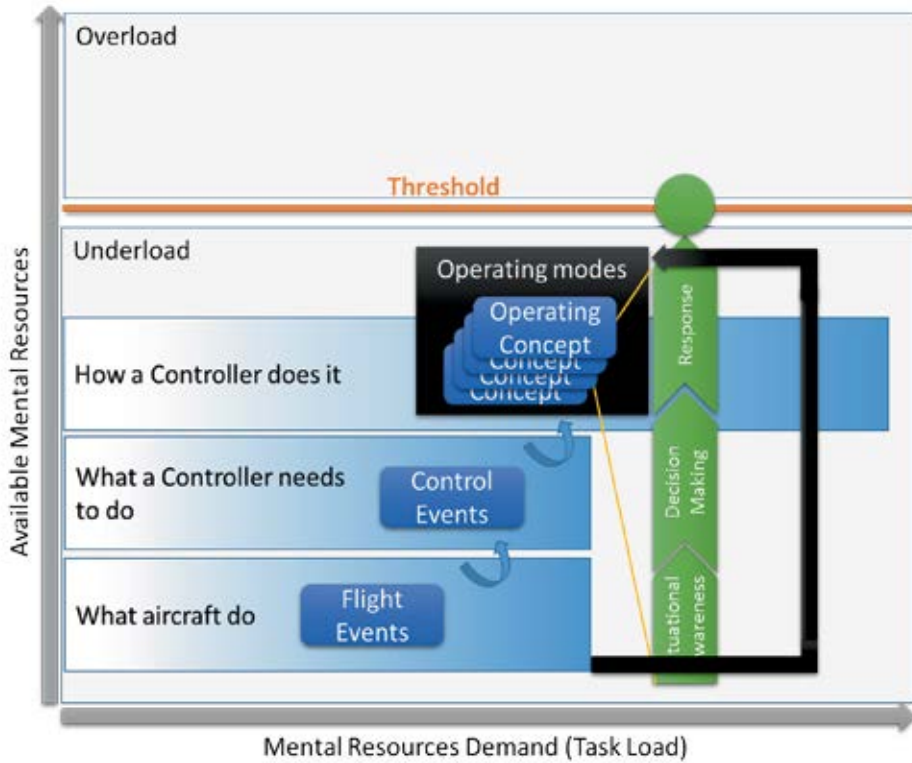 Overload
Threshold
Underload
Operating modes
Operating
Concept
Concept
Concept
Concept
How a Controller does it
What a Controller needs
to do
Control
Events
What aircraft do
Flight
Events
Response
Decision
Making
tuational
wareness
Available Mental Resources
Mental Resources Demand (Task Load)